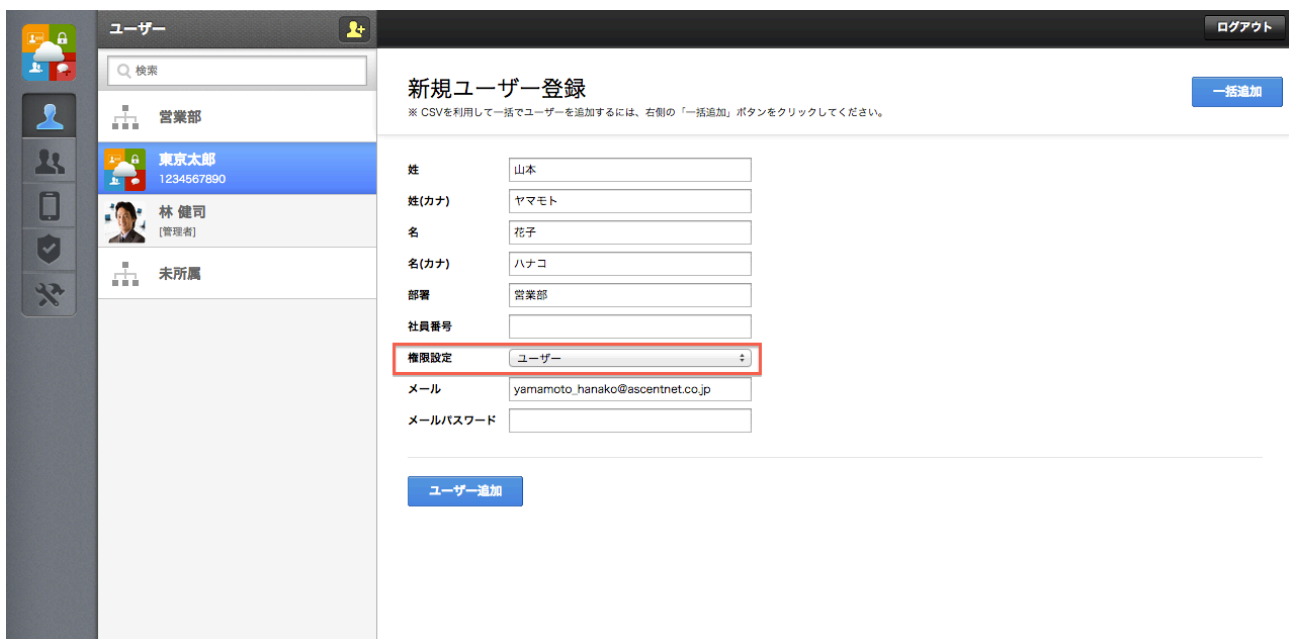 ユーザー
ログアウト
検索
営業部
東京太郎
1234567890
林 健司
[管理者]
未所属
新規ユーザー登録
一括追加
※ CSVを利用して一括でユーザーを追加するには、右側の「一括追加」ボタンをクリックしてください。
姓 山本
姓(カナ) ヤマモト
名 花子
名(カナ) ハナコ
部署 営業部
社員番号
権限設定 ユーザー
メール yamamoto_hanako@ascentnet.co.jp
メールパスワード
ユーザー追加